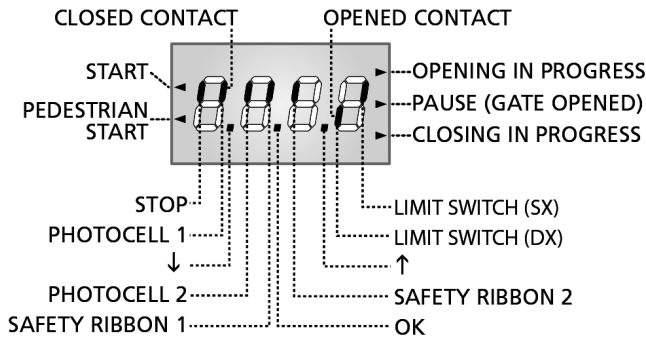 CLOSED CONTACT
OPENED CONTACT
START
OPENING IN PROGRESS
PEDESTRIAN
START
PAUSE (GATE OPENED)
CLOSING IN PROGRESS
STOP
LIMIT SWITCH (SX)
PHOTOCELL 1
LIMIT SWITCH (DX)
↓
↑
PHOTOCELL 2
SAFETY RIBBON 2
SAFETY RIBBON 1
OK